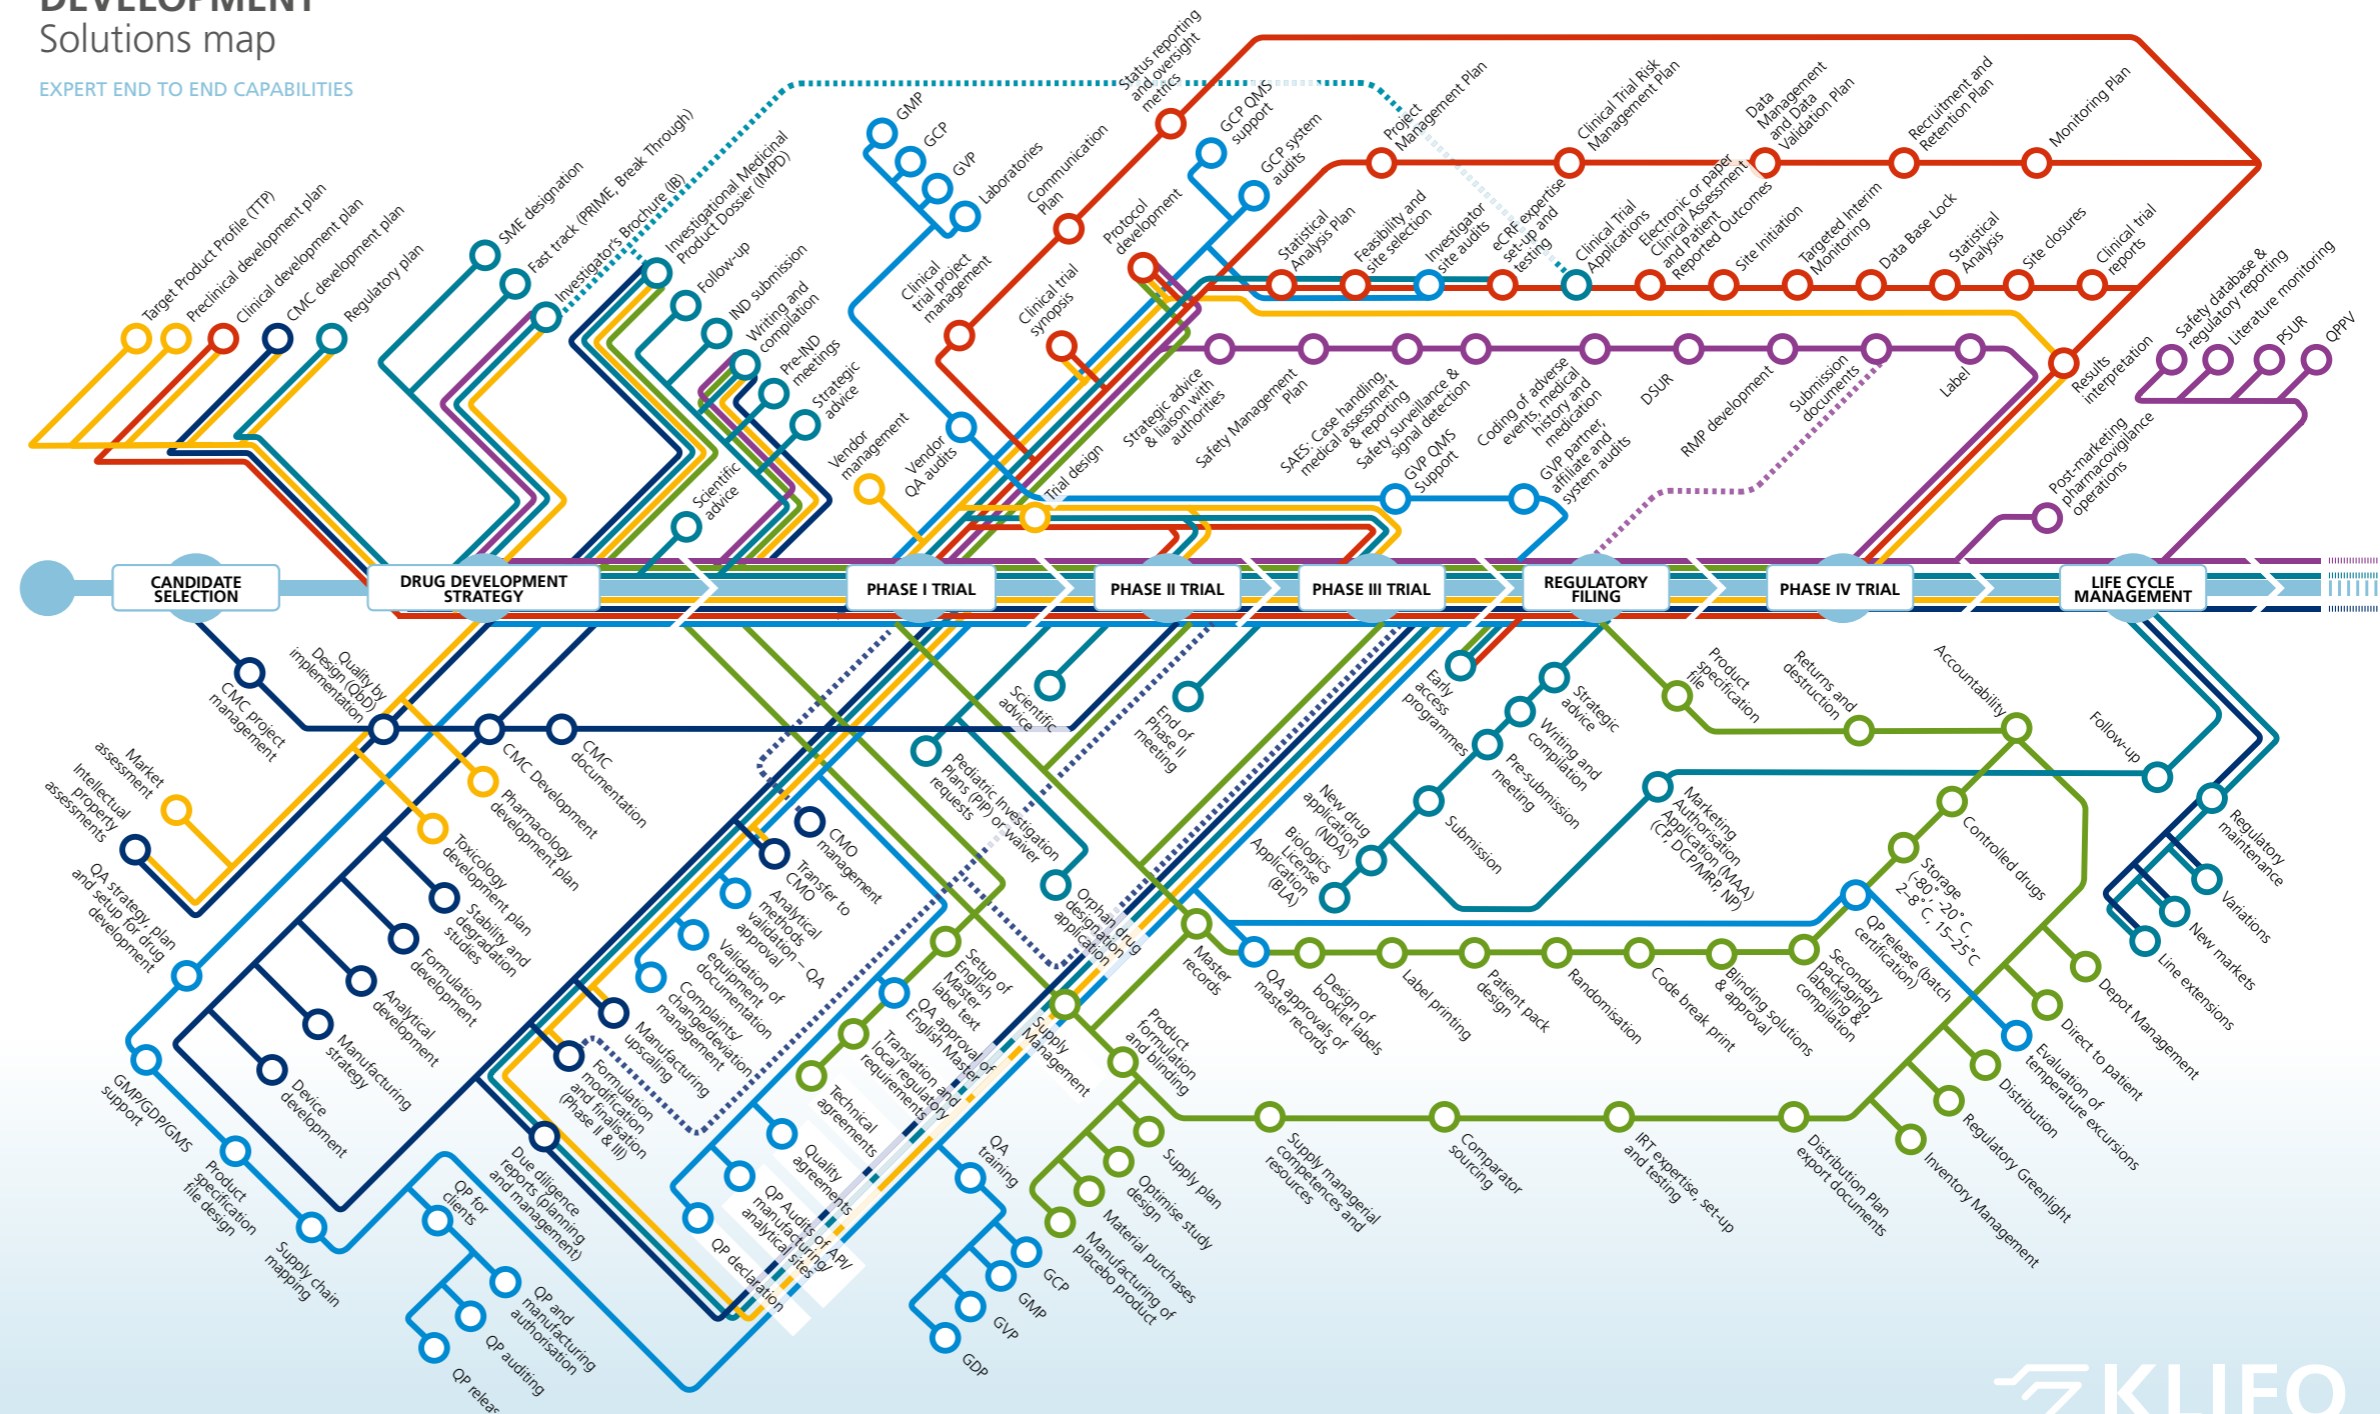 DEVELOPMENT
Solutions map
EXPERT END TO END CAPABILITIES
Target Product Profile (TTP)
Preclinical development plan
Clinical development plan
CMC development plan
Regulatory plan
SME designation
Fast track (PRIME, Break Through)
Investigator's Brochure (IB)
Investigational Medicinal
Product Dossier (IMPD)
Follow-up
IND submission
Writing and
compilation
Pre-IND
meetings
Strategic
advice
Scientific
advice
GMP
GCP
GVP
Laboratories
Vendor
management
Vendor
QA audits
Clinical
trial project
management
Communication
Plan
Status reporting
and oversight
metrics
Clinical trial
synopsis
Protocol
development
Trial design
GCP QMS
support
GCP system
audits
Project
Management Plan
Clinical Trial Risk
Management Plan
Data
Management
and Data
Validation Plan
Recruitment and
Retention Plan
Monitoring Plan
Statistical
Analysis Plan
Feasibility and
site selection
Investigator
site audits
eCRF expertise
set-up and
testing
Clinical Trial
Applications
Electronic or paper
Clinical Assessment
and Patient
Reported Outcomes
Site Initiation
Targeted Interim
Monitoring
Data Base Lock
Statistical
Analysis
Site closures
Clinical trial
reports
Results
interpretation
Strategic advice
& liaison with
authorities
Safety Management
Plan
SAES: Case handling,
medical assessment
& reporting
Safety surveillance &
signal detection
Coding of adverse
events, medical
history and
medication
DSUR
RMP development
Submission
documents
Label
GVP QMS
Support
GVP partner,
affiliate and
system audits
Safety database &
regulatory reporting
Literature monitoring
PSUR
QPPV
Post-marketing
pharmacovigilance
operations
CANDIDATE
SELECTION
DRUG DEVELOPMENT
STRATEGY
PHASE I TRIAL
PHASE II TRIAL
PHASE III TRIAL
REGULATORY
FILING
PHASE IV TRIAL
LIFE CYCLE
MANAGEMENT
CMC project
management
Quality by
Design (QbD)
implementation
CMC Development
CMC
documentation
Market
assessment
Intellectual
property
assessments
Pharmacology
development plan
Toxicology
development plan
Stability and
degradation
studies
Formulation
development
Analytical
development
Manufacturing
strategy
Device
development
QA strategy, plan
and setup for drug
development
GMP/GDP/GMS
support
Product
specification
file design
Supply chain
mapping
QP for
clients
QP and
manufacturing
authorisation
QP auditing
QP releas
CMO
management
Transfer to
CMO
Analytical
methods
validation – QA
approval
Validation of
equipment
documentation
Complaints/
change/deviation
management
Manufacturing
upscaling
Formulation
modification
and finalisation
(Phase II & III)
Due diligence
reports (planning
and management)
Scientific
advice
Pediatric Investigation
Plans (PIP) or waiver
requests
Orphan drug
designation
application
End of
Phase II
meeting
Setup of
English
Master
label text
QA approval of
English Master
Translation and
local regulatory
requirements
Technical
agreements
Quality
agreements
QP Audits of API/
manufacturing/
analytical sites
QP declaration
QA
training
GCP
GMP
GVP
GDP
Supply
Management
Master
records
Product
formulation
and blinding
Supply plan
Optimise study
design
Material purchases
Manufacturing of
placebo product
QA approvals of
master records
Design of
booklet labels
Label printing
Patient pack
design
Randomisation
Code break print
Blinding solutions
& approval
Secondary
packaging,
labelling &
compilation
QP release (batch
certification)
Storage
(-80°, -20°C,
2–8°C, 15–25°C
Controlled drugs
Accountability
Returns and
destruction
Product
specification
file
Early
access
programmes
Strategic
advice
Writing and
compilation
Pre-submission
meeting
Submission
New drug
application
(NDA)
Biologics
License
Application
(BLA)
Marketing
Authorisation
Application (MAA)
(CP, DCP/MRP, NP)
Follow-up
Regulatory
maintenance
Variations
New markets
Line extensions
Depot Management
Direct to patient
Distribution
Regulatory Greenlight
Inventory Management
Evaluation of
temperature excursions
Supply managerial
competences and
resources
Comparator
sourcing
IRT expertise, set-up
and testing
Distribution Plan
export documents
KLIFO